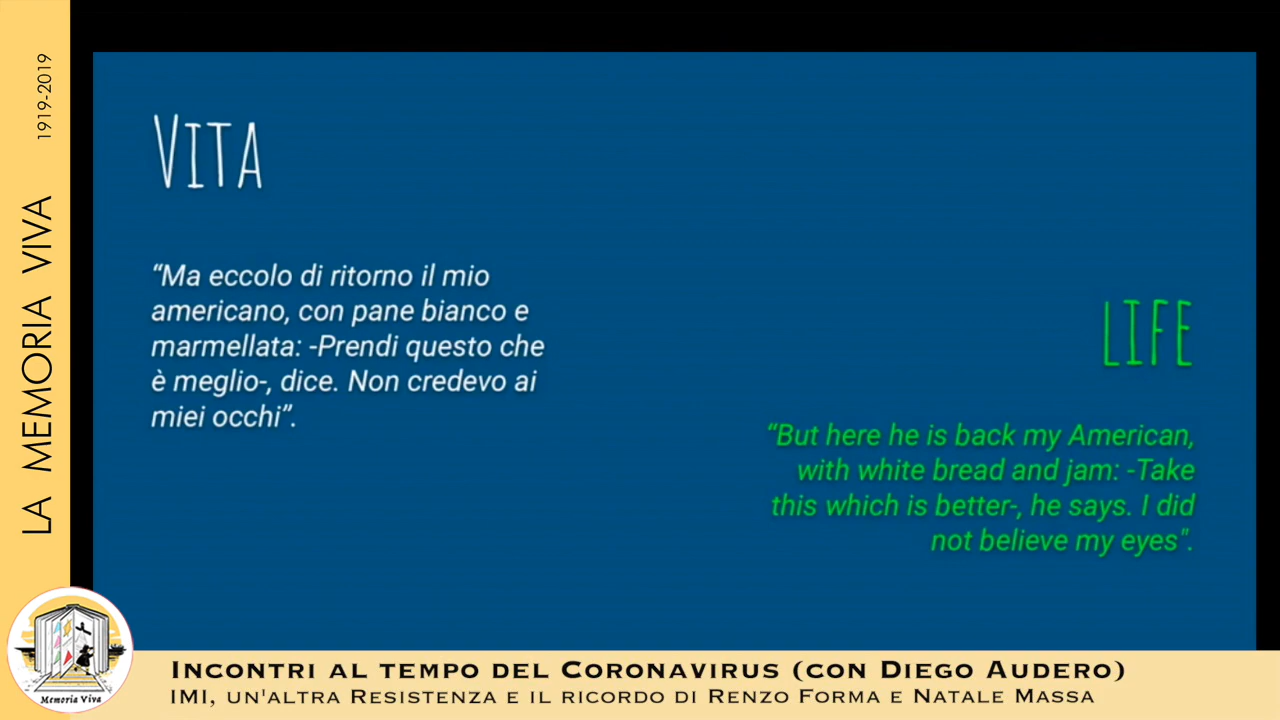 1919-2019
LA MEMORIA VIVA
VITA
“Ma eccolo di ritorno il mio
americano, con pane bianco e
marmellata: -Prendi questo che
è meglio-, dice. Non credevo ai
miei occhi”.
LIFE
“But here he is back my American,
with white bread and jam: -Take
this which is better-, he says. I did
not believe my eyes".
Memoria Viva
INCONTRI AL TEMPO DEL CORONAVIRUS (CON DIEGO AUDERO)
IMI, UN'ALTRA RESISTENZA E IL RICORDO DI RENZO FORMA E NATALE MASSA